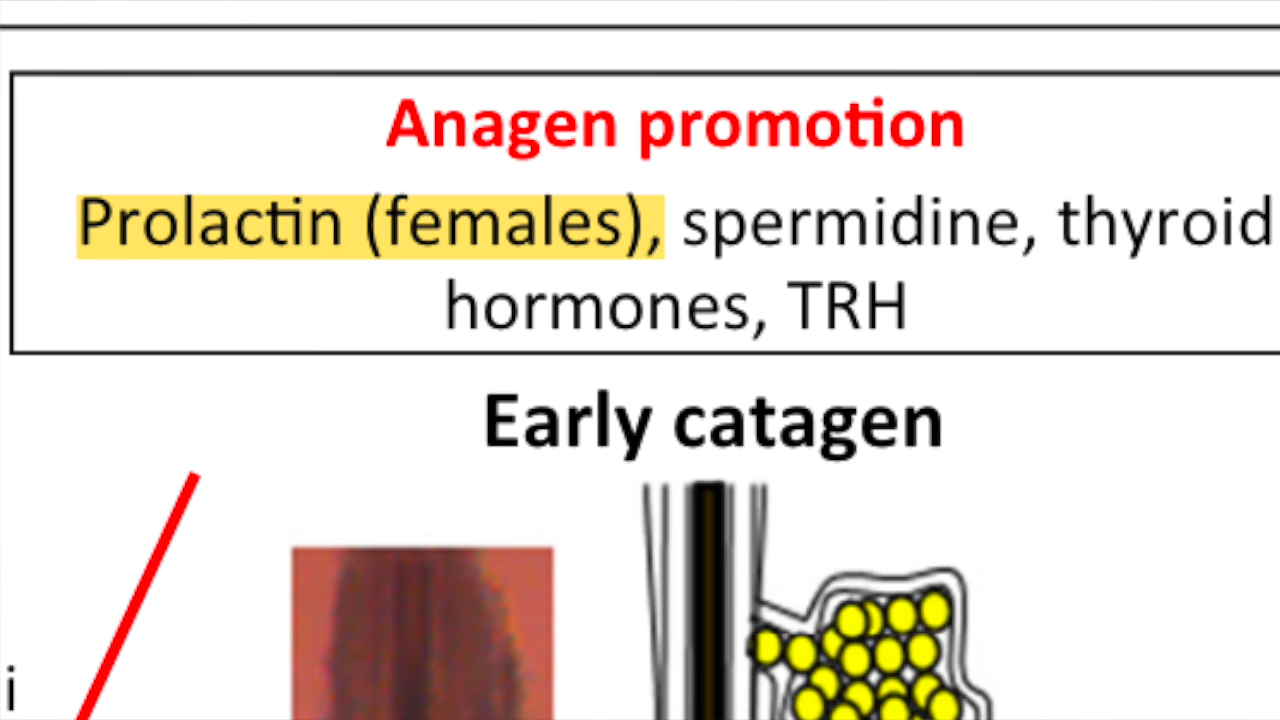 Anagen promotion
Prolactin (females), spermidine, thyroid
hormones, TRH
Early catagen
i